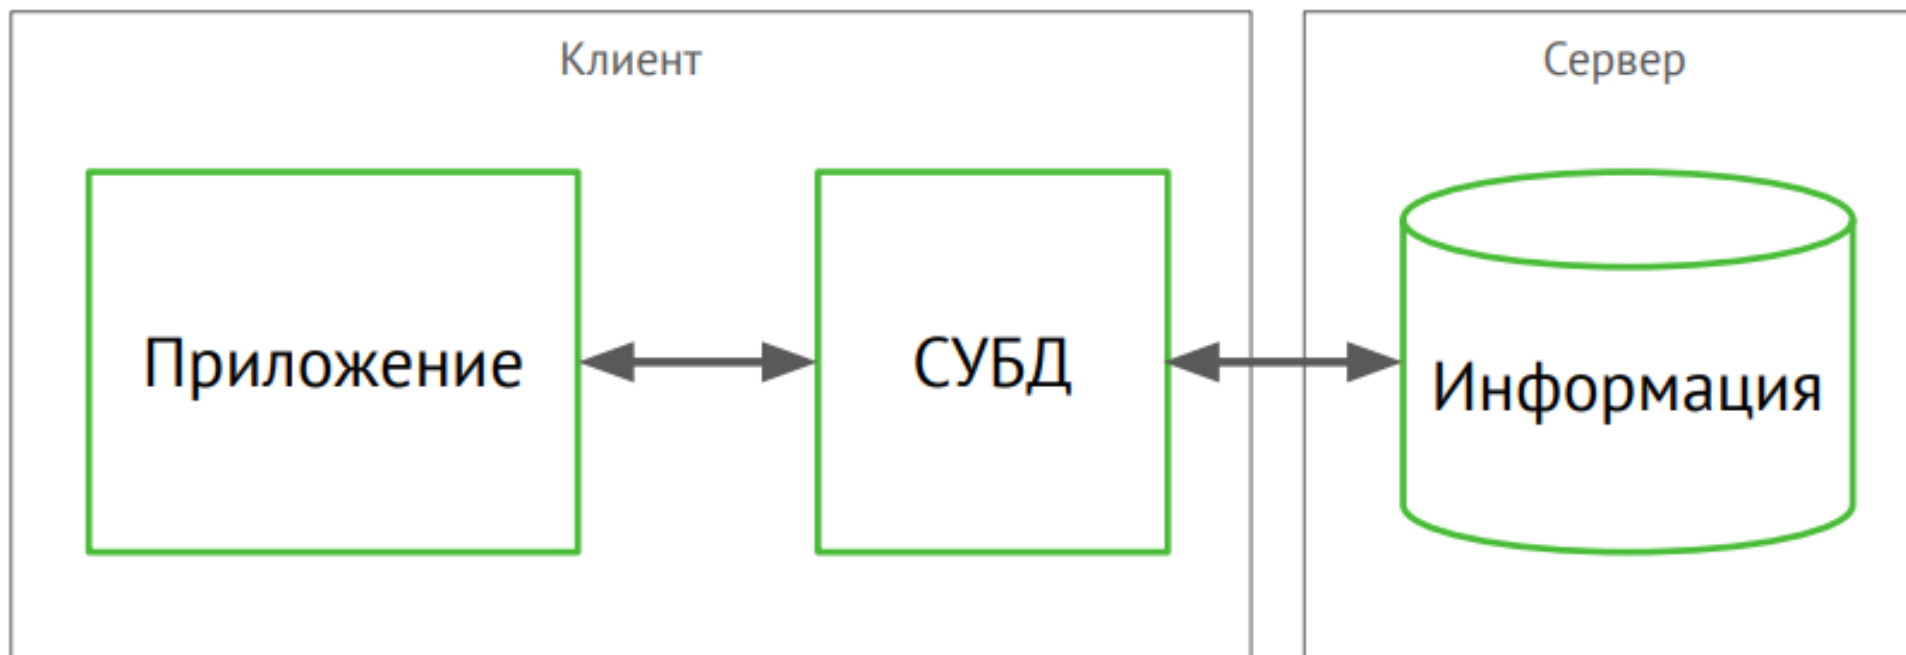 Клиент
Сервер
Приложение
СУБД
Информация